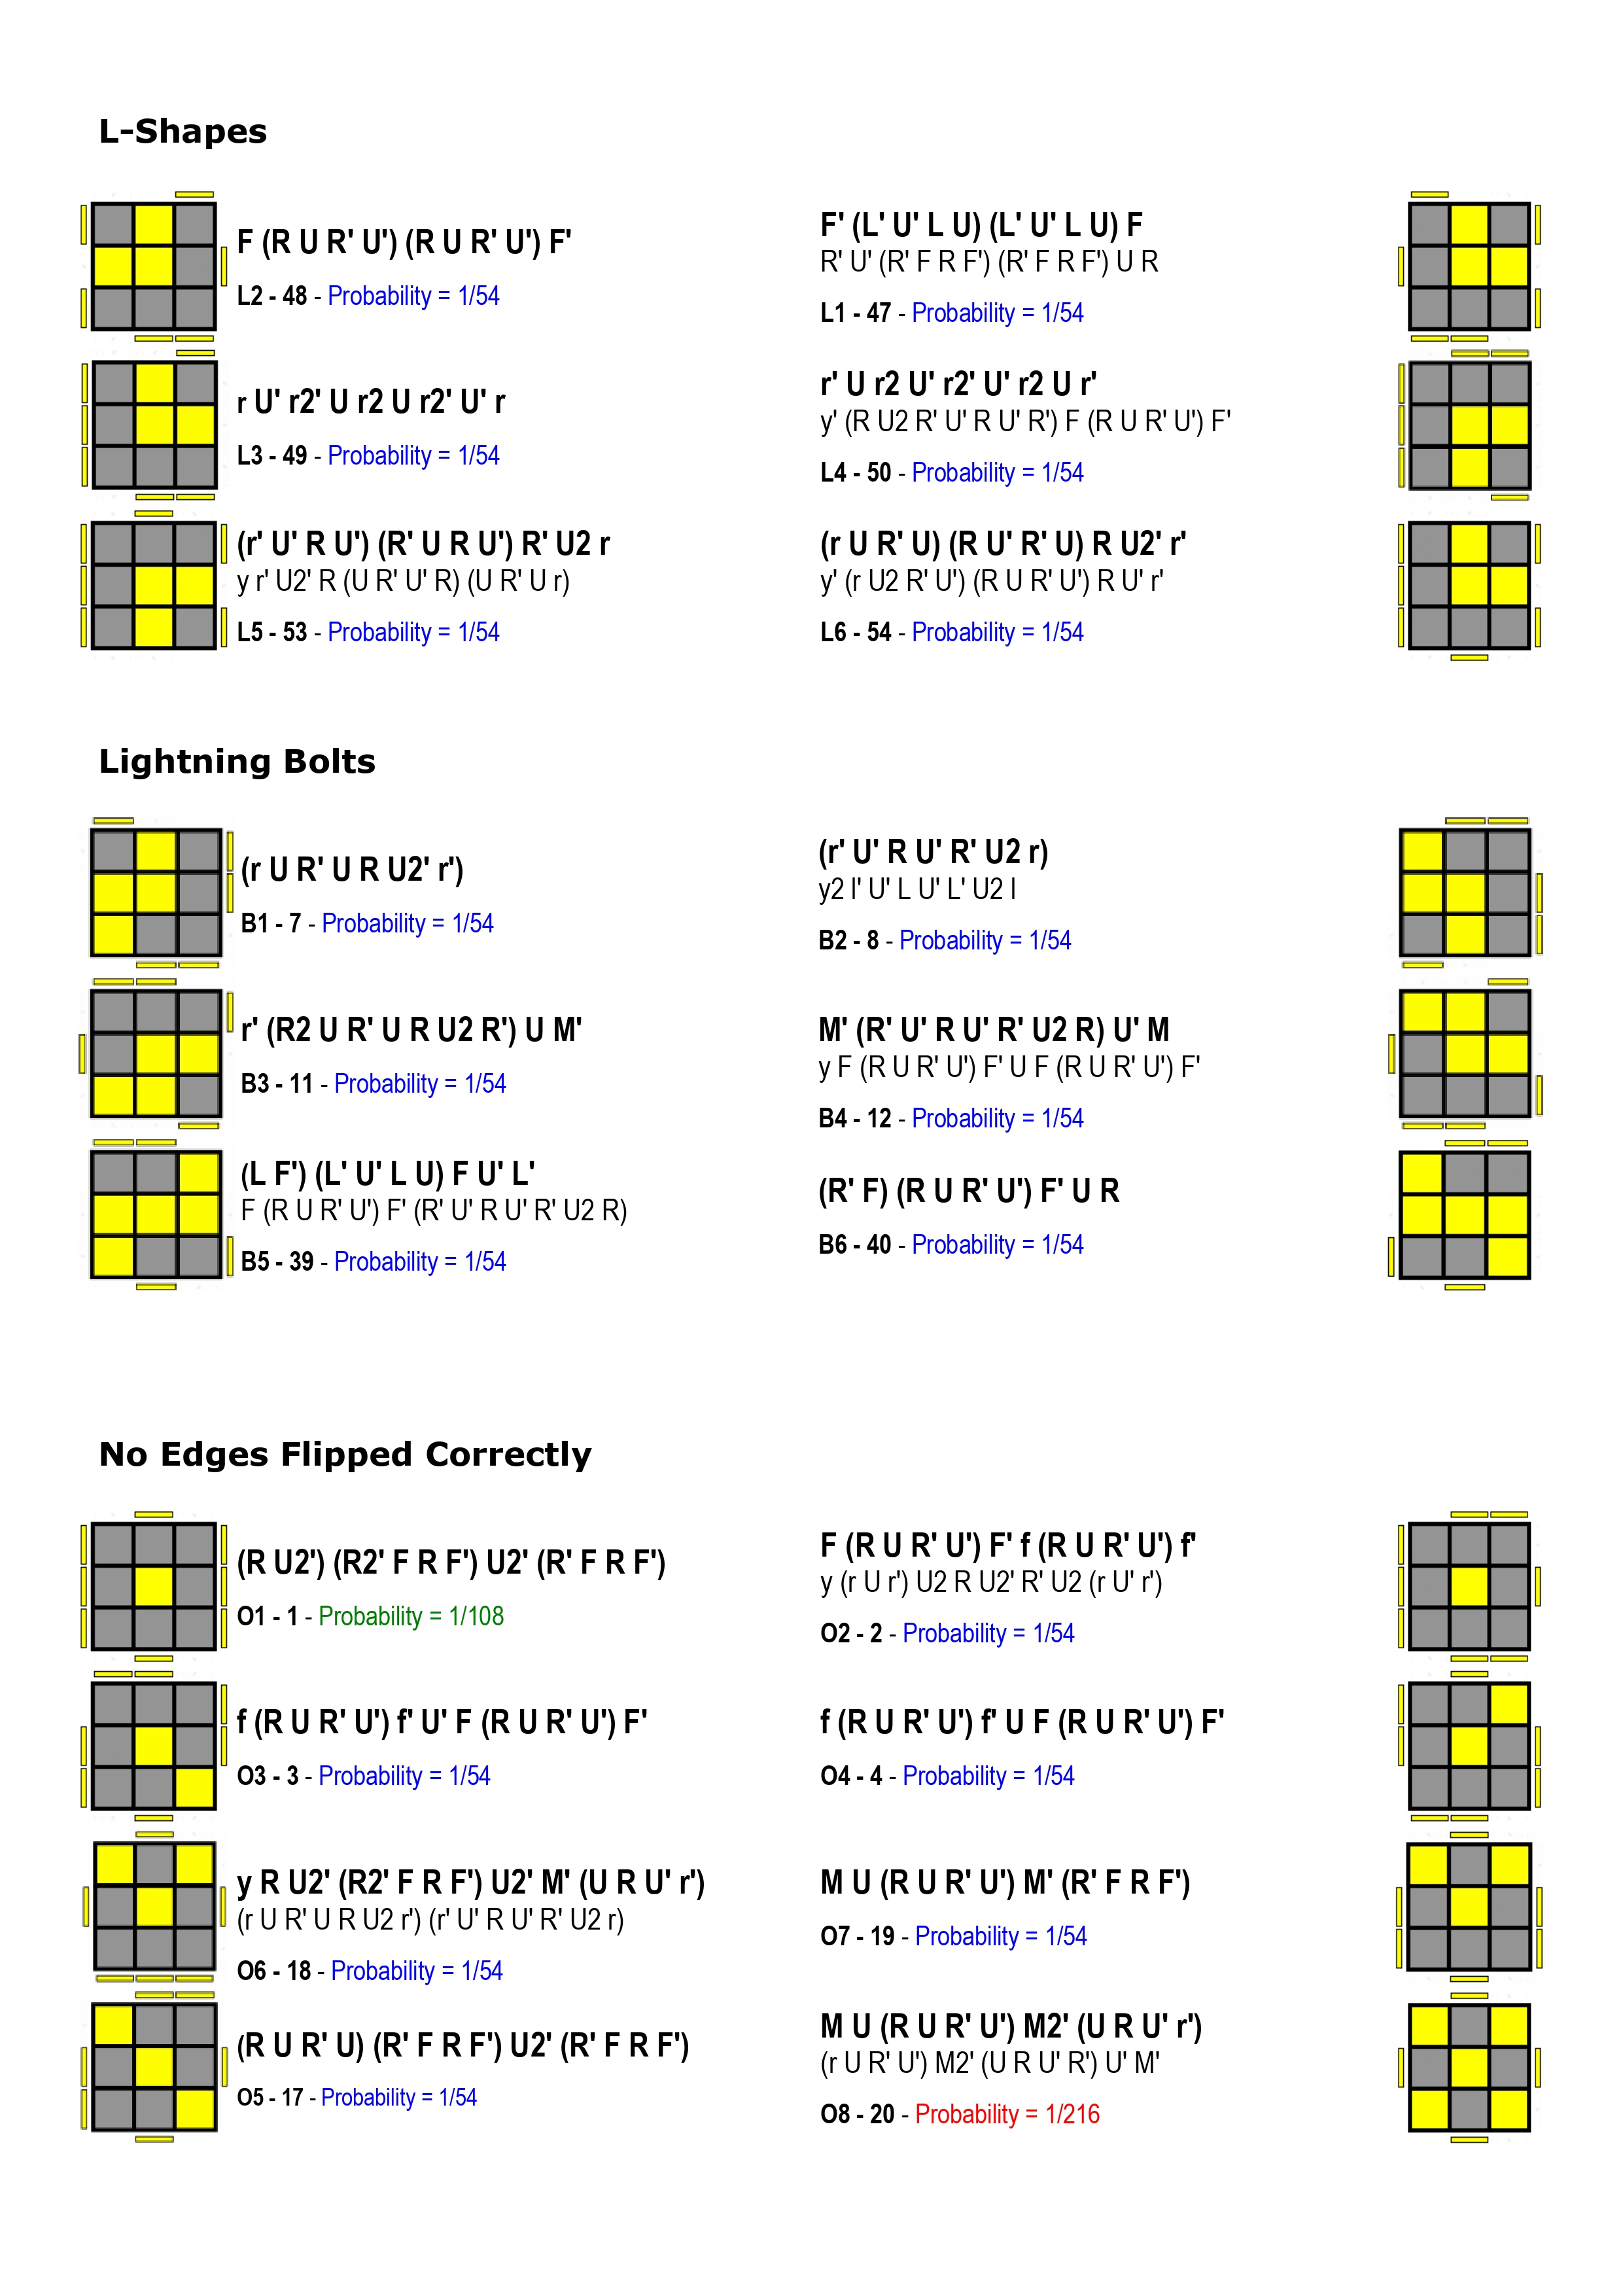 L-Shapes
F (R U R' U') (R U R' U') F'
L2 - 48 - Probability = 1/54
F' (L' U' L U) (L' U' L U) F
R' U' (R' F R F') (R' F R F') U R
L1 - 47 - Probability = 1/54
r U' r2' U r2 U r2' U' r
L3 - 49 - Probability = 1/54
r' U r2 U' r2' U' r2 U r'
y' (R U2 R' U' R U' R') F (R U R' U') F'
L4 - 50 - Probability = 1/54
(r' U' R U') (R' U R U') R' U2 r
y r' U2' R (U R' U' R) (U R' U r)
L5 - 53 - Probability = 1/54
(r U R' U) (R U' R' U) R U2' r'
y' (r U2 R' U') (R U R' U') R U' r'
L6 - 54 - Probability = 1/54
Lightning Bolts
(r U R' U R U2' r')
B1 - 7 - Probability = 1/54
(r' U' R U' R' U2 r)
y2 l' U' L U' L' U2 l
B2 - 8 - Probability = 1/54
r' (R2 U R' U R U2 R') U M'
B3 - 11 - Probability = 1/54
M' (R' U' R U' R' U2 R) U' M
y F (R U R' U') F' U F (R U R' U') F'
B4 - 12 - Probability = 1/54
(L F') (L' U' L U) F U' L'
F (R U R' U') F' (R' U' R U' R' U2 R)
B5 - 39 - Probability = 1/54
(R' F) (R U R' U') F' U R
B6 - 40 - Probability = 1/54
No Edges Flipped Correctly
(R U2') (R2' F R F') U2' (R' F R F')
O1 - 1 - Probability = 1/108
F (R U R' U') F' f (R U R' U') f'
y (r U r') U2 R U2' R' U2 (r U' r')
O2 - 2 - Probability = 1/54
f (R U R' U') f' U' F (R U R' U') F'
O3 - 3 - Probability = 1/54
f (R U R' U') f' U F (R U R' U') F'
O4 - 4 - Probability = 1/54
y R U2' (R2' F R F') U2' M' (U R U' r')
(r U R' U R U2 r') (r' U' R U' R' U2 r)
O6 - 18 - Probability = 1/54
M U (R U R' U') M' (R' F R F')
O7 - 19 - Probability = 1/54
(R U R' U) (R' F R F') U2' (R' F R F')
O5 - 17 - Probability = 1/54
M U (R U R' U') M2' (U R U' r')
(r U R' U') M2' (U R U' R') U' M'
O8 - 20 - Probability = 1/216